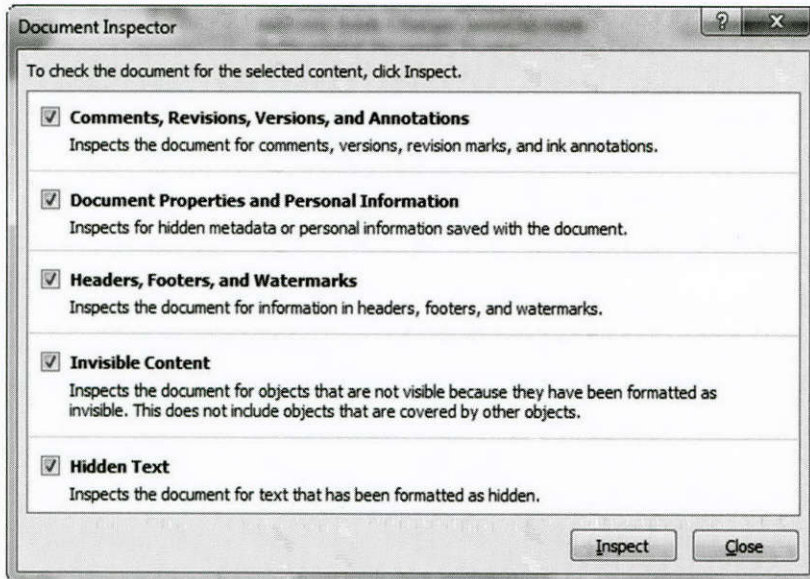 Document Inspector
To check the document for the selected content, click Inspect.
Comments, Revisions, Versions, and Annotations
Inspects the document for comments, versions, revision marks, and ink annotations.
Document Properties and Personal Information
Inspects for hidden metadata or personal information saved with the document.
Headers, Footers, and Watermarks
Inspects the document for information in headers, footers, and watermarks.
Invisible Content
Inspects the document for objects that are not visible because they have been formatted as
invisible. This does not include objects that are covered by other objects.
Hidden Text
Inspects the document for text that has been formatted as hidden.
Inspect Close